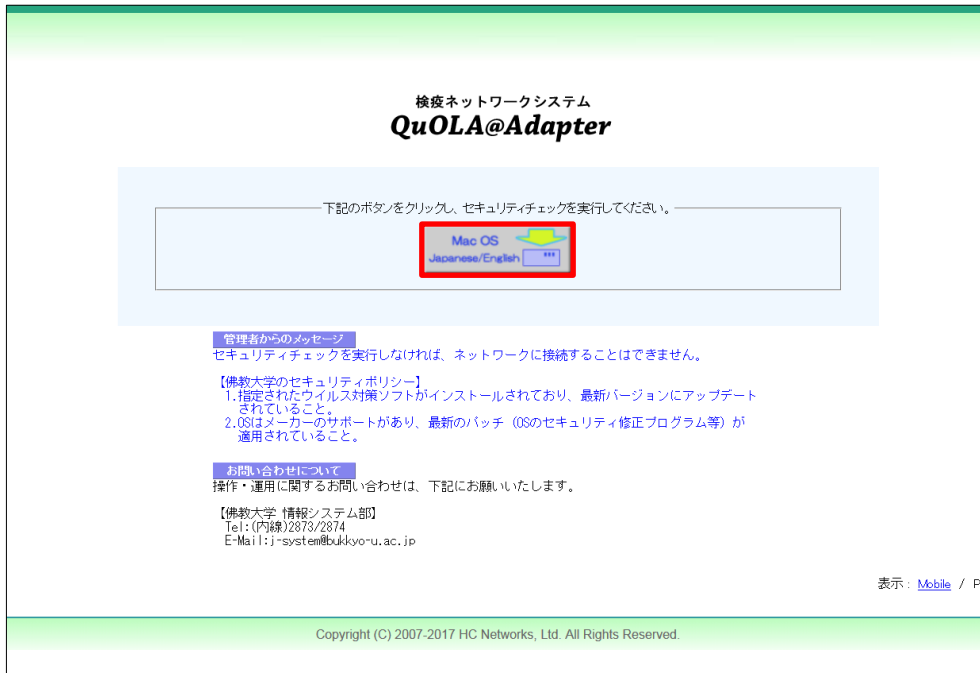 検疫ネットワークシステム
QuOLA@Adapter
下記のボタンをクリックし、セキュリティチェックを実行してください。
Mac OS
Japanese/English ***
管理者からのメッセージ
セキュリティチェックを実行しなければ、ネットワークに接続することはできません。
【佛教大学のセキュリティポリシー】
1.指定されたウイルス対策ソフトがインストールされており、最新バージョンにアップデート
されていること。
2.OSはメーカーのサポートがあり、最新のパッチ（OSのセキュリティ修正プログラム等）が
適用されていること。
お問い合わせについて
操作・運用に関するお問い合わせは、下記にお願いいたします。
【佛教大学 情報システム部】
Tel:(内線)2873/2874
E-Mail:j-system@bukkyo-u.ac.jp
表示 : Mobile / P
Copyright (C) 2007-2017 HC Networks, Ltd. All Rights Reserved.